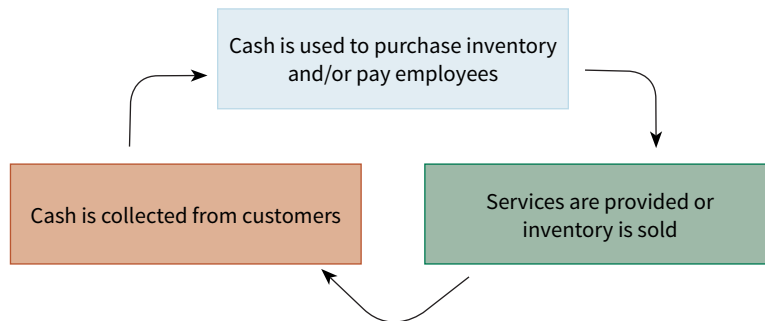 Cash is used to purchase inventory
and/or pay employees
Services are provided or
inventory is sold
Cash is collected from customers